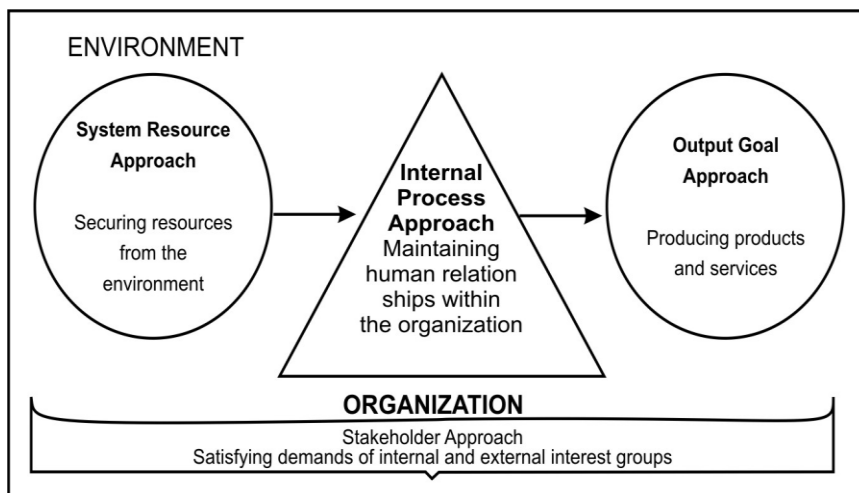 ENVIRONMENT
System Resource
Approach
Securing resources
from the
environment
Internal
Process
Approach
Maintaining
human relation
ships within
the organization
Output Goal
Approach
Producing products
and services
ORGANIZATION
Stakeholder Approach
Satisfying demands of internal and external interest groups